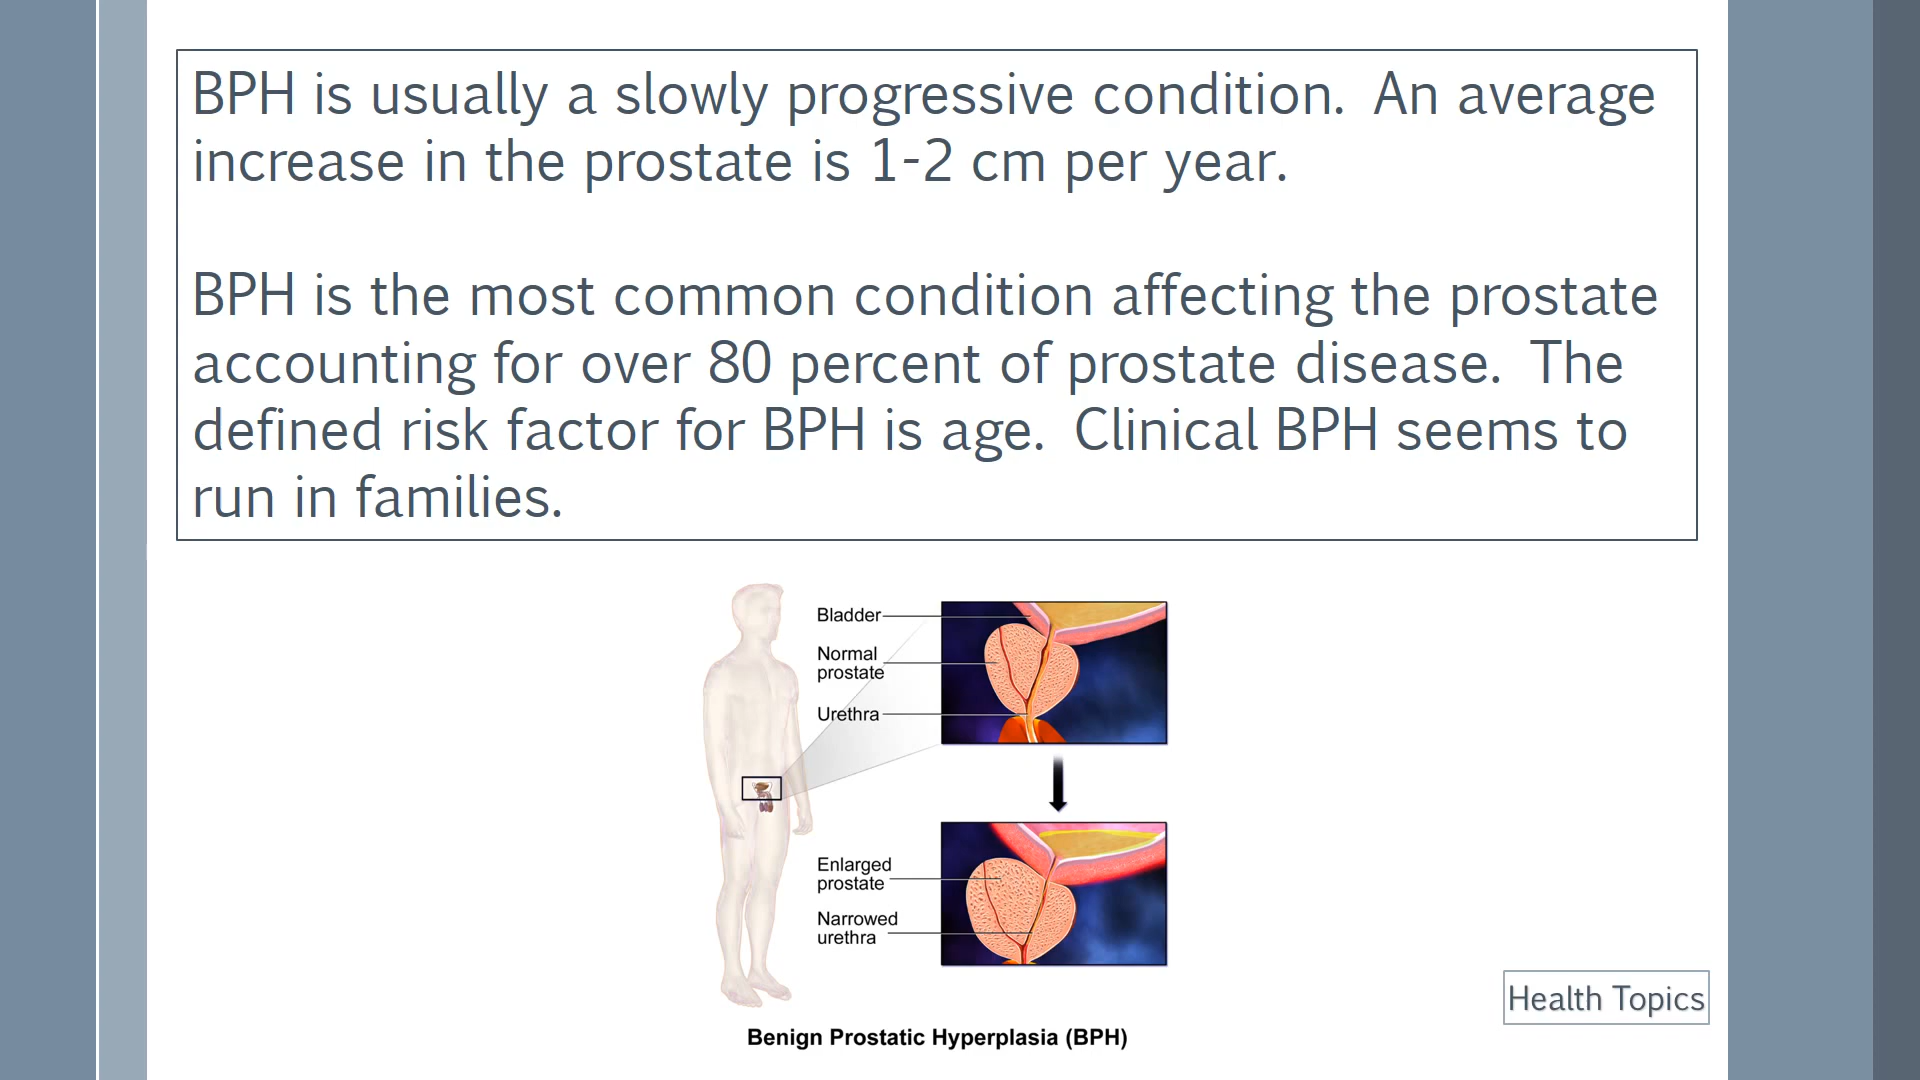 BPH is usually a slowly progressive condition.  An average
increase in the prostate is 1-2 cm per year.
BPH is the most common condition affecting the prostate
accounting for over 80 percent of prostate disease.  The
defined risk factor for BPH is age.  Clinical BPH seems to
run in families.
Bladder
Normal
prostate
Urethra
Enlarged
prostate
Narrowed
urethra
Health Topics
Benign Prostatic Hyperplasia (BPH)